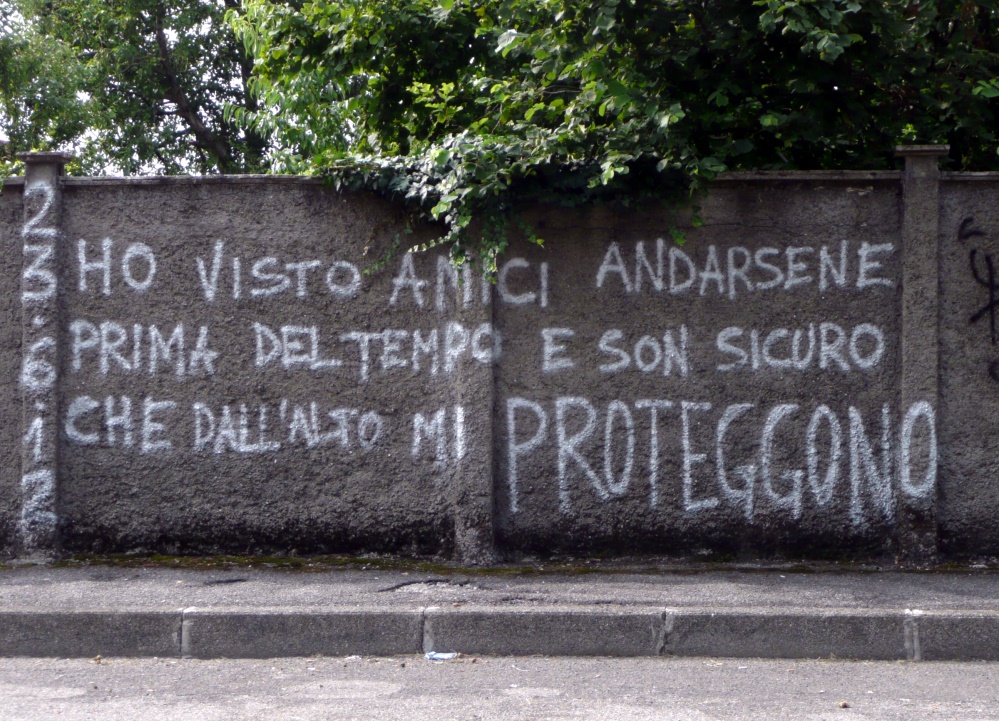 23.6.12
HO VISTO AMICI ANDARSENE
PRIMA DEL TEMPO E SON SICURO
CHE DALL'ALTO MI PROTEGGONO